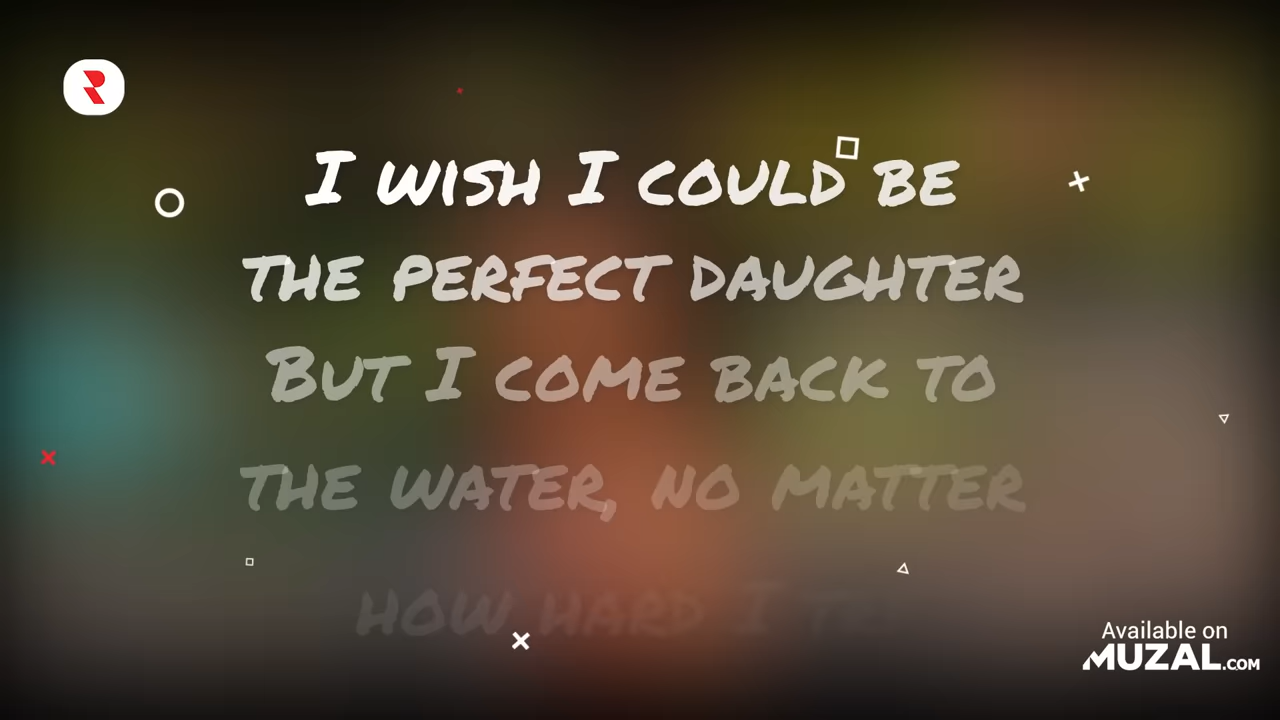 I WISH I COULD BE
THE PERFECT DAUGHTER
BUT I COME BACK TO
THE WATER, NO MATTER
HOW HARD I
Available on
MUZAL.COM